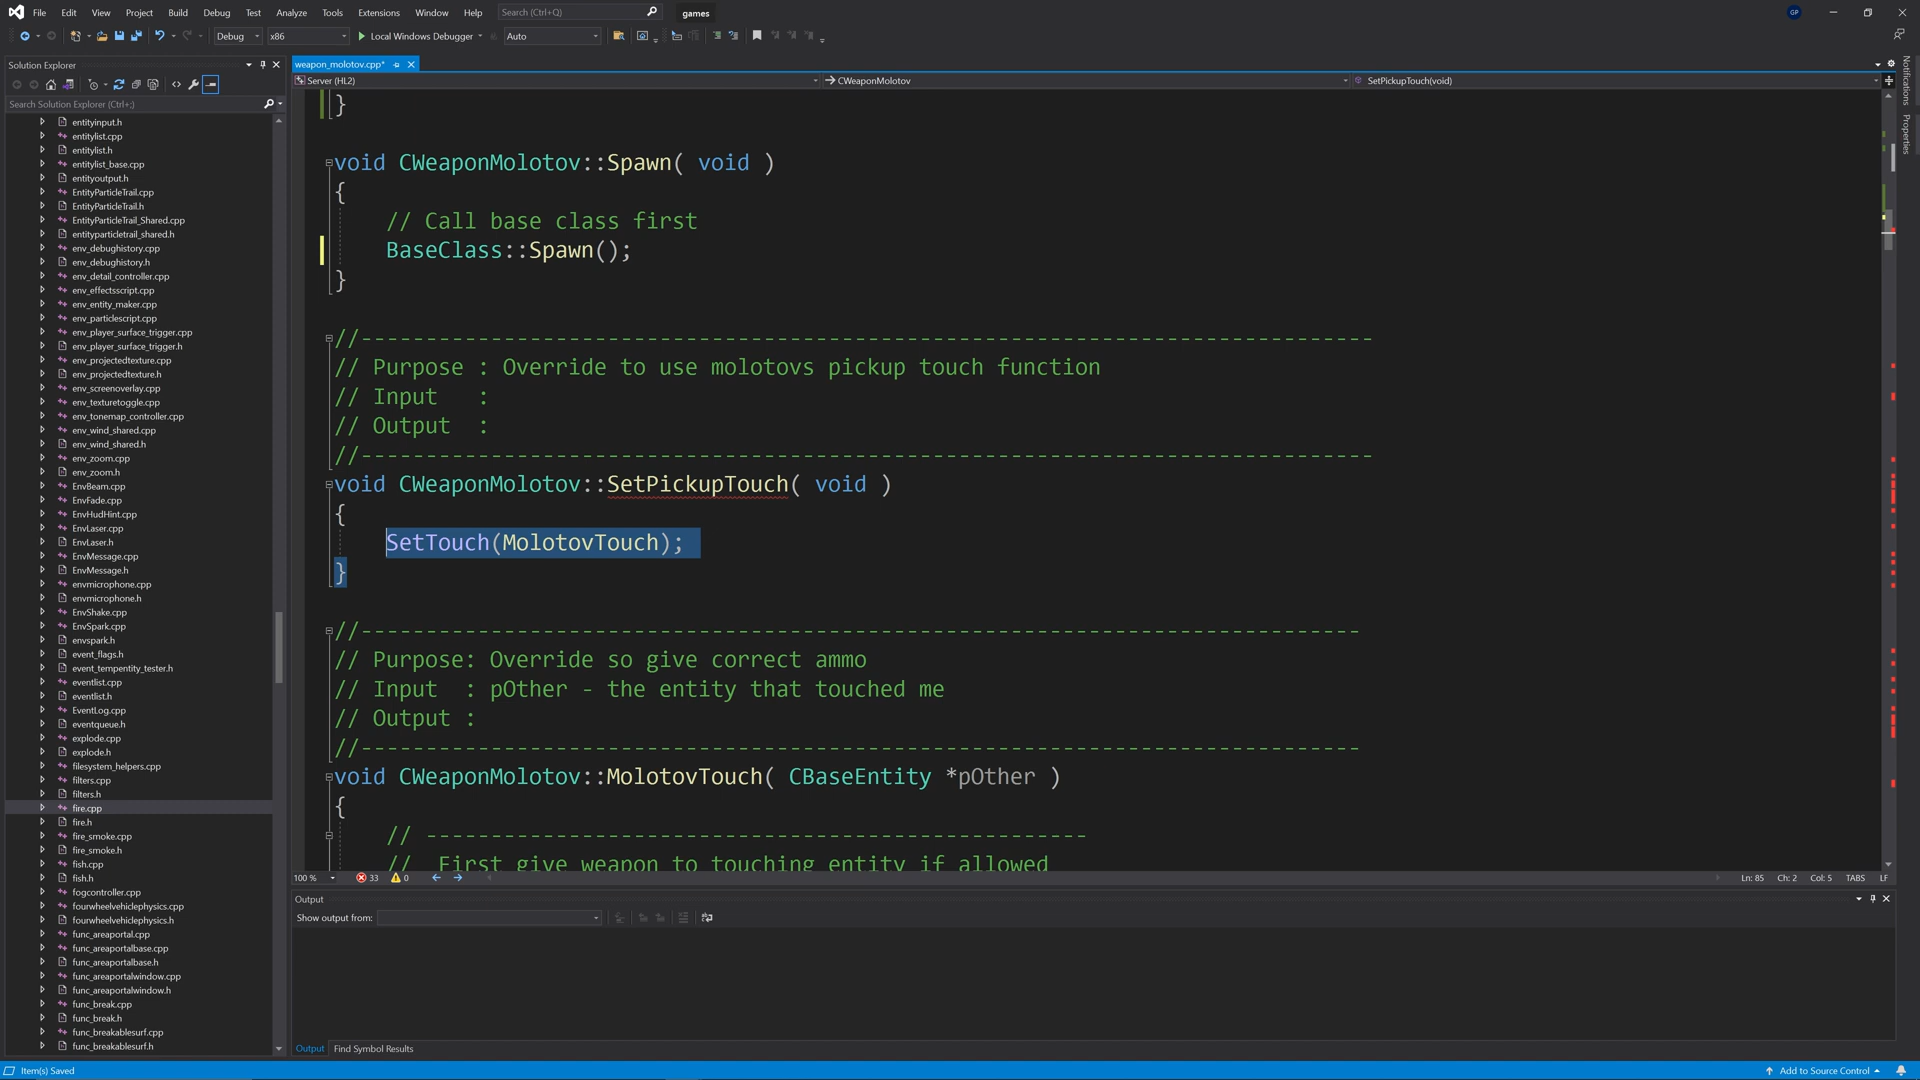 File Edit View Project Build Debug Test Analyze Tools Extensions Window Help Search (Ctrl+Q) games GP
Debug x86 Local Windows Debugger Auto
Solution Explorer
Search Solution Explorer (Ctrl+;)
entityinput.h
entitylist.cpp
entitylist.h
entitylist_base.cpp
entityoutput.h
EntityParticleTrail.cpp
EntityParticleTrail.h
EntityParticleTrail_Shared.cpp
entityparticletrail_shared.h
env_debughistory.cpp
env_debughistory.h
env_detail_controller.cpp
env_effectsscript.cpp
env_entity_maker.cpp
env_particlescript.cpp
env_player_surface_trigger.cpp
env_player_surface_trigger.h
env_projectedtexture.cpp
env_projectedtexture.h
env_screenoverlay.cpp
env_texturetoggle.cpp
env_tonemap_controller.cpp
env_wind_shared.cpp
env_wind_shared.h
env_zoom.cpp
env_zoom.h
EnvBeam.cpp
EnvFade.cpp
EnvHudHint.cpp
EnvLaser.cpp
EnvLaser.h
EnvMessage.cpp
EnvMessage.h
envmicrophone.cpp
envmicrophone.h
EnvShake.cpp
EnvSpark.cpp
envspark.h
event_flags.h
event_tempentity_tester.h
eventlist.cpp
eventlist.h
EventLog.cpp
eventqueue.h
explode.cpp
explode.h
filesystem_helpers.cpp
filters.cpp
filters.h
fire.cpp
fire.h
fire_smoke.cpp
fire_smoke.h
fish.cpp
fish.h
fogcontroller.cpp
fourwheelvehiclephysics.cpp
fourwheelvehiclephysics.h
func_areaportal.cpp
func_areaportalbase.cpp
func_areaportalbase.h
func_areaportalwindow.cpp
func_areaportalwindow.h
func_break.cpp
func_break.h
func_breakablesurf.cpp
func_breakablesurf.h
weapon_molotov.cpp*
Server (HL2) CWeaponMolotov SetPickupTouch(void)
}
void CWeaponMolotov::Spawn( void )
{
// Call base class first
BaseClass::Spawn();
}
//------------------------------------------------------------------------------
// Purpose : Override to use molotovs pickup touch function
// Input   :
// Output  :
//------------------------------------------------------------------------------
void CWeaponMolotov::SetPickupTouch( void )
{
SetTouch(MolotovTouch);
}
//-----------------------------------------------------------------------------
// Purpose: Override so give correct ammo
// Input  : pOther - the entity that touched me
// Output :
//-----------------------------------------------------------------------------
void CWeaponMolotov::MolotovTouch( CBaseEntity *pOther )
{
// ---------------------------------------------------
//  First give weapon to touching entity if allowed
100 % 33 0 Ln: 85 Ch: 2 Col: 5 TABS LF
Output
Show output from:
Output Find Symbol Results
Item(s) Saved Add to Source Control
Notifications
Properties